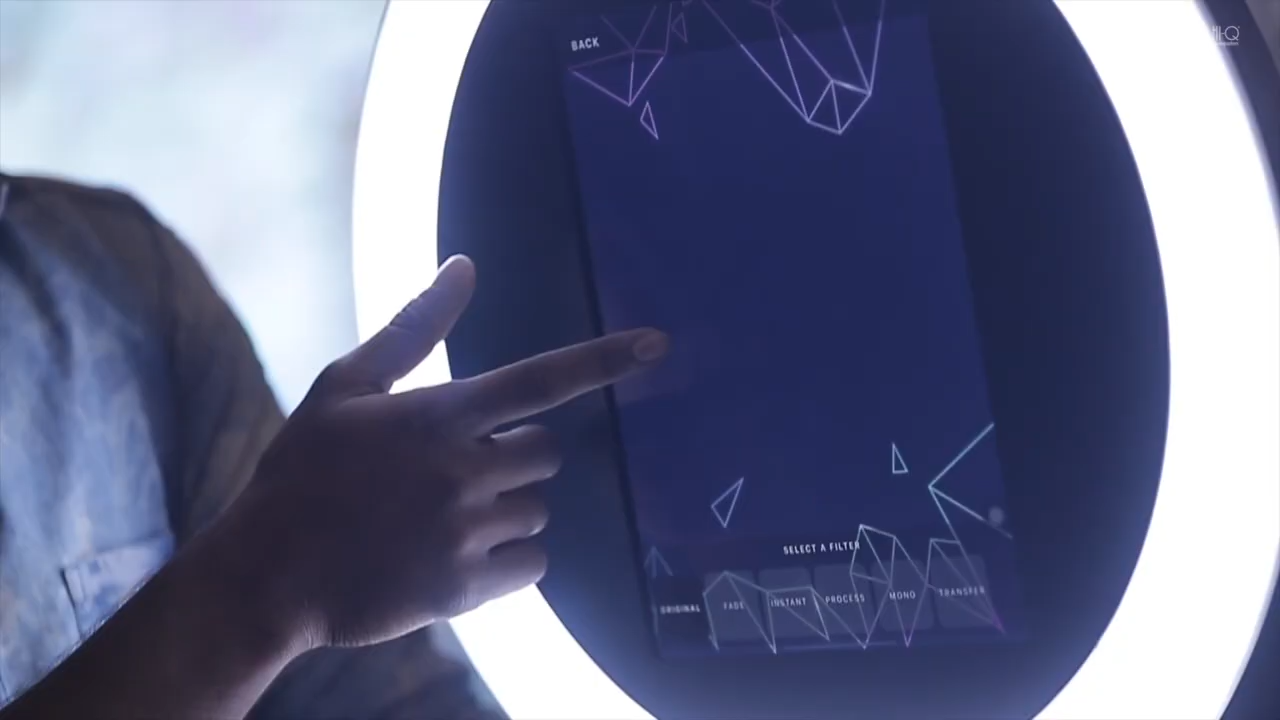 BACK
SELECT A FILTER
ORIGINAL
FADE
INSTANT
PROCESS
MONO
TRANSFER